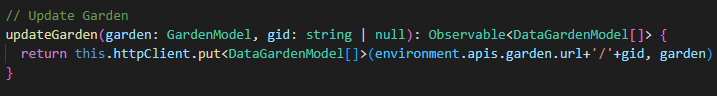 // Update Garden
updateGarden(garden: GardenModel, gid: string | null): Observable<DataGardenModel[]> {
  return this.httpClient.put<DataGardenModel[]>(environment.apis.garden.url+'/'+gid, garden)
}